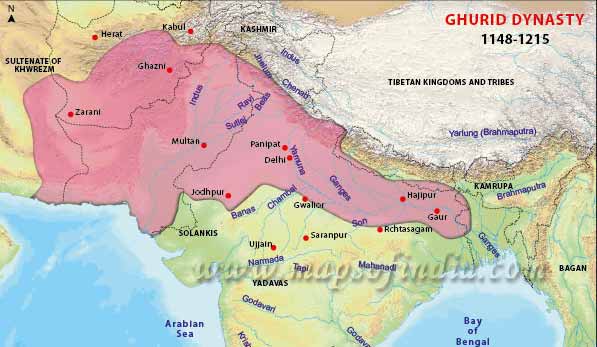 N
GHURID DYNASTY
1148-1215
Kabul
KASHMIR
Herat
SULTENATE OF
KHWREZM
Ghazni
Indus
Jhelum
Chenab
TIBETAN KINGDOMS AND TRIBES
Indus
Ravi
Beas
Sutlej
Zarani
Multan
Panipat
Delhi
Yamuna
Yarlung (Brahmaputra)
Jodhpur
Ganges
Hajipur
KAMRUPA
Brahmaputra
Banas
Chambal
Gwalior
Gaur
Son
SOLANKIS
Saranpur
Rchtasagam
Ganges
Ujjain
Narmada
Tapi
Mahanadi
BAGAN
www.mapsofindia.com
YADAVAS
Godavari
Arabian
Sea
Bay
of
Bengal
Godavari